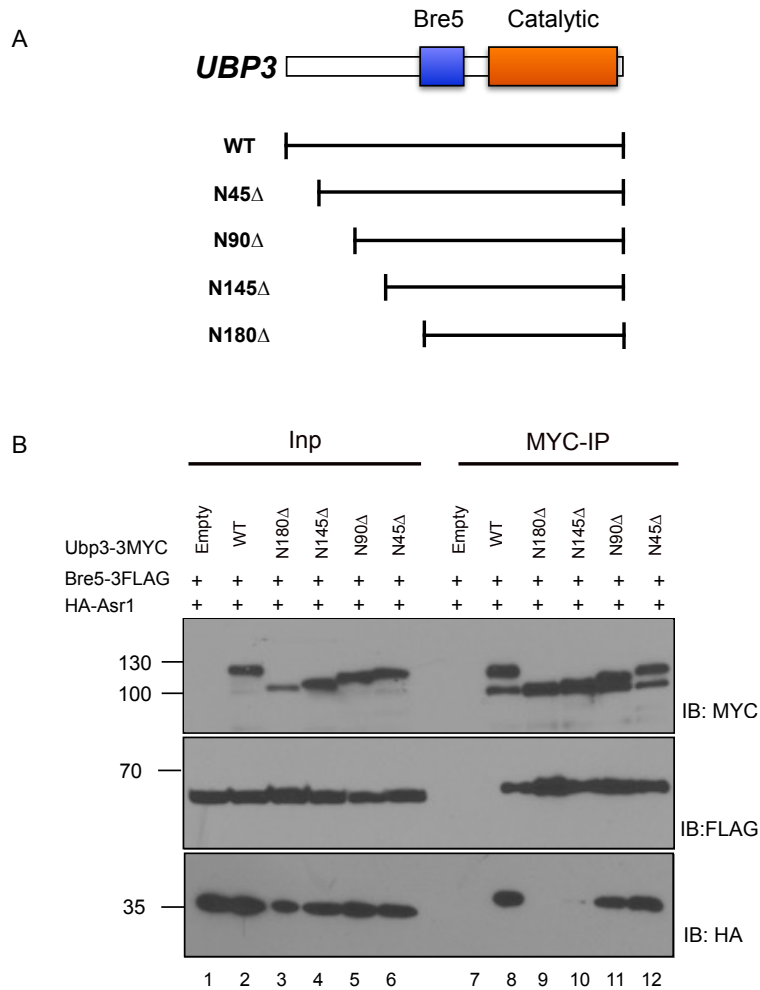 A
Bre5 Catalytic
UBP3
WT
N45Δ
N90Δ
N145Δ
N180Δ
B
Inp MYC-IP
Ubp3-3MYC Empty WT N180Δ N145Δ N90Δ N45Δ Empty WT N180Δ N145Δ N90Δ N45Δ
Bre5-3FLAG + + + + + + + + + + + +
HA-Asr1 + + + + + + + + + + + +
130
100
IB: MYC
70
IB:FLAG
35
IB: HA
1 2 3 4 5 6 7 8 9 10 11 12